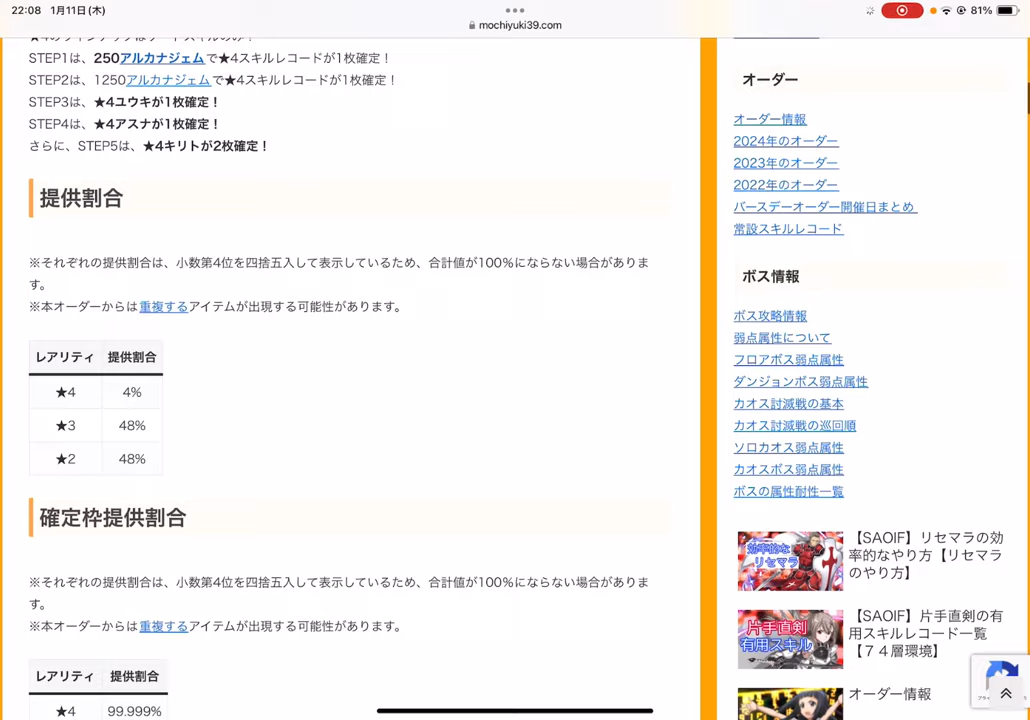 22:08 1月11日(木)
81%
mochiyuki39.com
STEP1は、250アルカナジェムで★4スキルレコードが1枚確定！
STEP2は、1250アルカナジェムで★4スキルレコードが1枚確定！
STEP3は、★4ユウキが1枚確定！
STEP4は、★4アスナが1枚確定！
さらに、STEP5は、★4キリトが2枚確定！
提供割合
※それぞれの提供割合は、小数第4位を四捨五入して表示しているため、合計値が100％にならない場合がありま
す。
※本オーダーからは重複するアイテムが出現する可能性があります。
レアリティ 提供割合
★4 4%
★3 48%
★2 48%
確定枠提供割合
※それぞれの提供割合は、小数第4位を四捨五入して表示しているため、合計値が100％にならない場合がありま
す。
※本オーダーからは重複するアイテムが出現する可能性があります。
レアリティ 提供割合
★4 99.999%
オーダー
オーダー情報
2024年のオーダー
2023年のオーダー
2022年のオーダー
バースデーオーダー開催日まとめ
常設スキルレコード
ボス情報
ボス攻略情報
弱点属性について
フロアボス弱点属性
ダンジョンボス弱点属性
カオス討滅戦の基本
カオス討滅戦の巡回順
ソロカオス弱点属性
カオスボス弱点属性
ボスの属性耐性一覧
効率的な
リセマラ
【SAOIF】リセマラの効
率的なやり方【リセマラ
のやり方】
片手直剣
有用スキル
【SAOIF】片手直剣の有
用スキルレコード一覧
【７４層環境】
オーダー情報